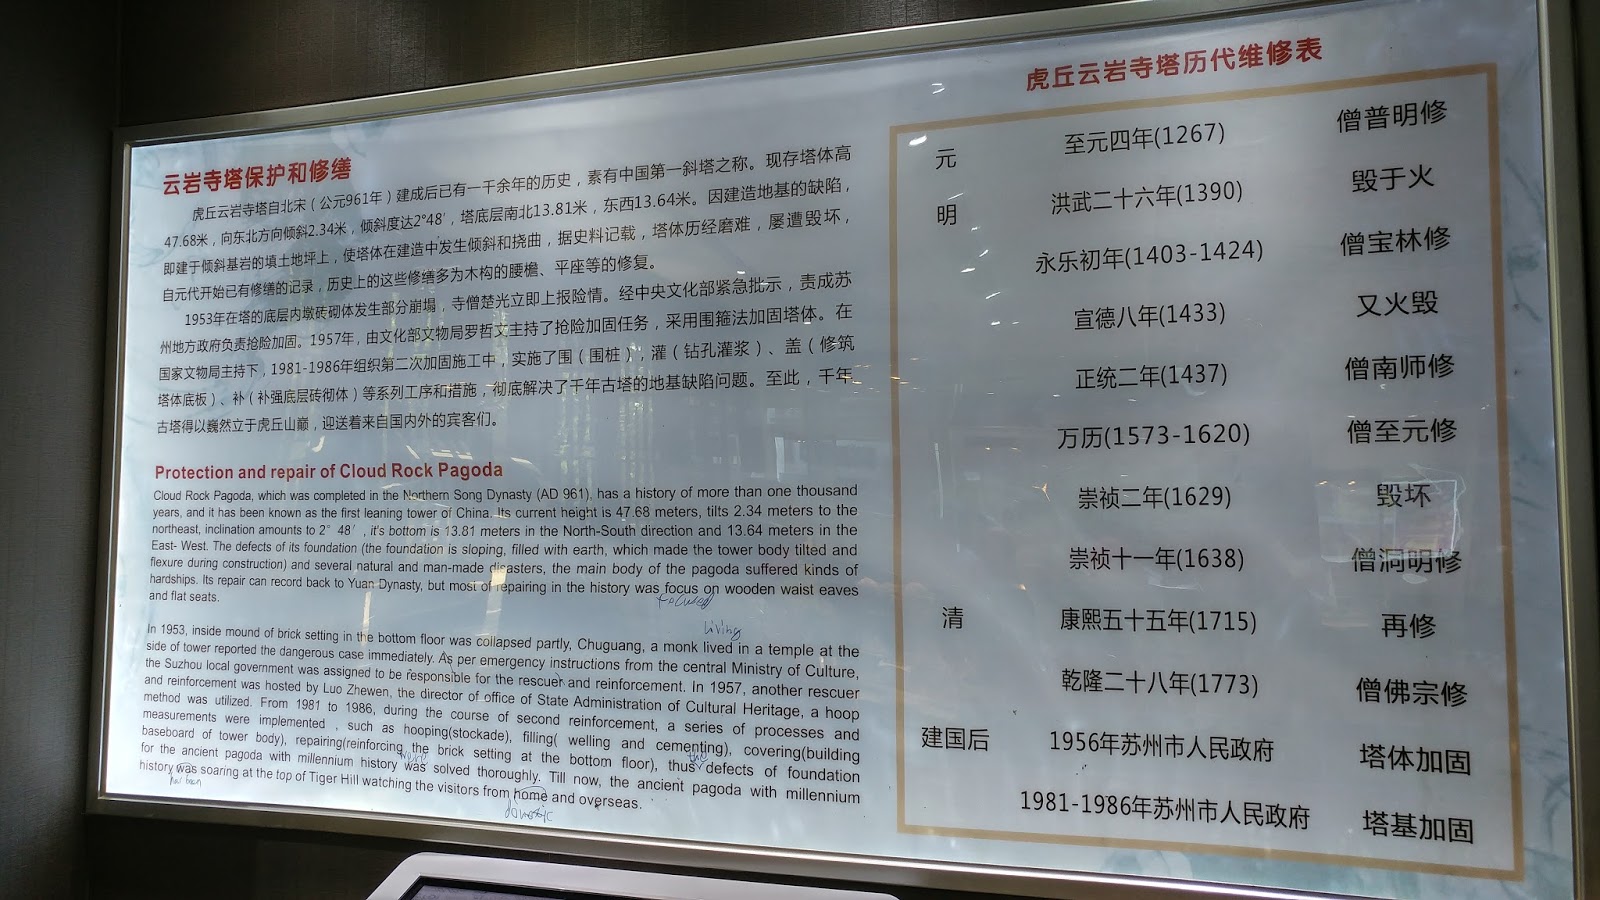 云岩寺塔保护和修缮
虎丘云岩寺塔自北宋（公元961年）建成后已有一千余年的历史，素有中国第一斜塔之称。现存塔体高
47.68米，向东北方向倾斜2.34米，倾斜度达2°48′，塔底层南北13.81米，东西13.64米。因建造地基的缺陷，
即建于倾斜基岩的填土地坪上，使塔体在建造中发生倾斜和挠曲，据史料记载，塔体历经磨难，屡遭毁坏，
自元代开始已有修缮的记录，历史上的这些修缮多为木构的腰檐、平座等的修复。
1953年在塔的底层内墩砖砌体发生部分崩塌，寺僧楚光立即上报险情。经中央文化部紧急批示，责成苏
州地方政府负责抢险加固。1957年，由文化部文物局罗哲文主持了抢险加固任务，采用围箍法加固塔体。在
国家文物局主持下，1981-1986年组织第二次加固施工中，实施了围（围桩），灌（钻孔灌浆）、盖（修筑
塔体底板）、补（补强底层砖砌体）等系列工序和措施，彻底解决了千年古塔的地基缺陷问题。至此，千年
古塔得以巍然立于虎丘山巅，迎送着来自国内外的宾客们。
Protection and repair of Cloud Rock Pagoda
Cloud Rock Pagoda, which was completed in the Northern Song Dynasty (AD 961), has a history of more than one thousand
years, and it has been known as the first leaning tower of China. Its current height is 47.68 meters, tilts 2.34 meters to the
northeast, inclination amounts to 2° 48′, it's bottom is 13.81 meters in the North-South direction and 13.64 meters in the
East- West. The defects of its foundation (the foundation is sloping, filled with earth, which made the tower body tilted and
flexure during construction) and several natural and man-made disasters, the main body of the pagoda suffered kinds of
hardships. Its repair can record back to Yuan Dynasty, but most of repairing in the history was focus on wooden waist eaves
focused
and flat seats.
living
In 1953, inside mound of brick setting in the bottom floor was collapsed partly, Chuguang, a monk lived in a temple at the
side of tower reported the dangerous case immediately. As per emergency instructions from the central Ministry of Culture,
the Suzhou local government was assigned to be responsible for the rescuer and reinforcement. In 1957, another rescuer
and reinforcement was hosted by Luo Zhewen, the director of office of State Administration of Cultural Heritage, a hoop
method was utilized. From 1981 to 1986, during the course of second reinforcement, a series of processes and
measurements were implemented , such as hooping(stockade), filling( welling and cementing), covering(building
baseboard of tower body), repairing(reinforcing the brick setting at the bottom floor), thus defects of foundation
were the
for the ancient pagoda with millennium history was solved thoroughly. Till now, the ancient pagoda with millennium
history was soaring at the top of Tiger Hill watching the visitors from home and overseas.
has been
domestic
虎丘云岩寺塔历代维修表
元 至元四年(1267) 僧普明修
明 洪武二十六年(1390) 毁于火
永乐初年(1403-1424) 僧宝林修
宣德八年(1433) 又火毁
正统二年(1437) 僧南师修
万历(1573-1620) 僧至元修
崇祯二年(1629) 毁坏
崇祯十一年(1638) 僧洞明修
清 康熙五十五年(1715) 再修
乾隆二十八年(1773) 僧佛宗修
建国后 1956年苏州市人民政府 塔体加固
1981-1986年苏州市人民政府 塔基加固